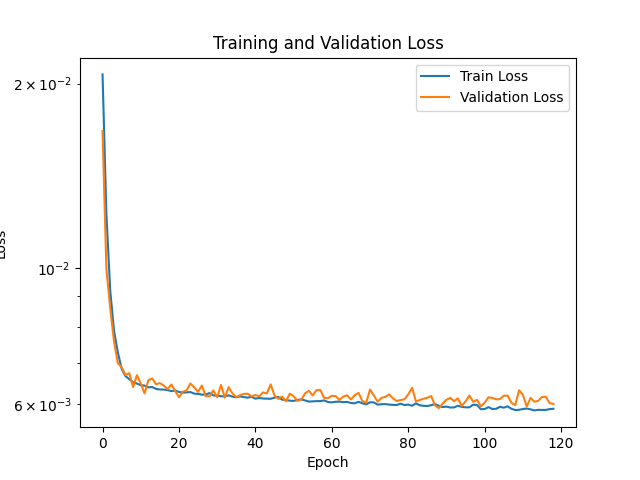 Training and Validation Loss
Train Loss
Validation Loss
2 × 10⁻²
10⁻²
6 × 10⁻³
Loss
0 20 40 60 80 100 120
Epoch